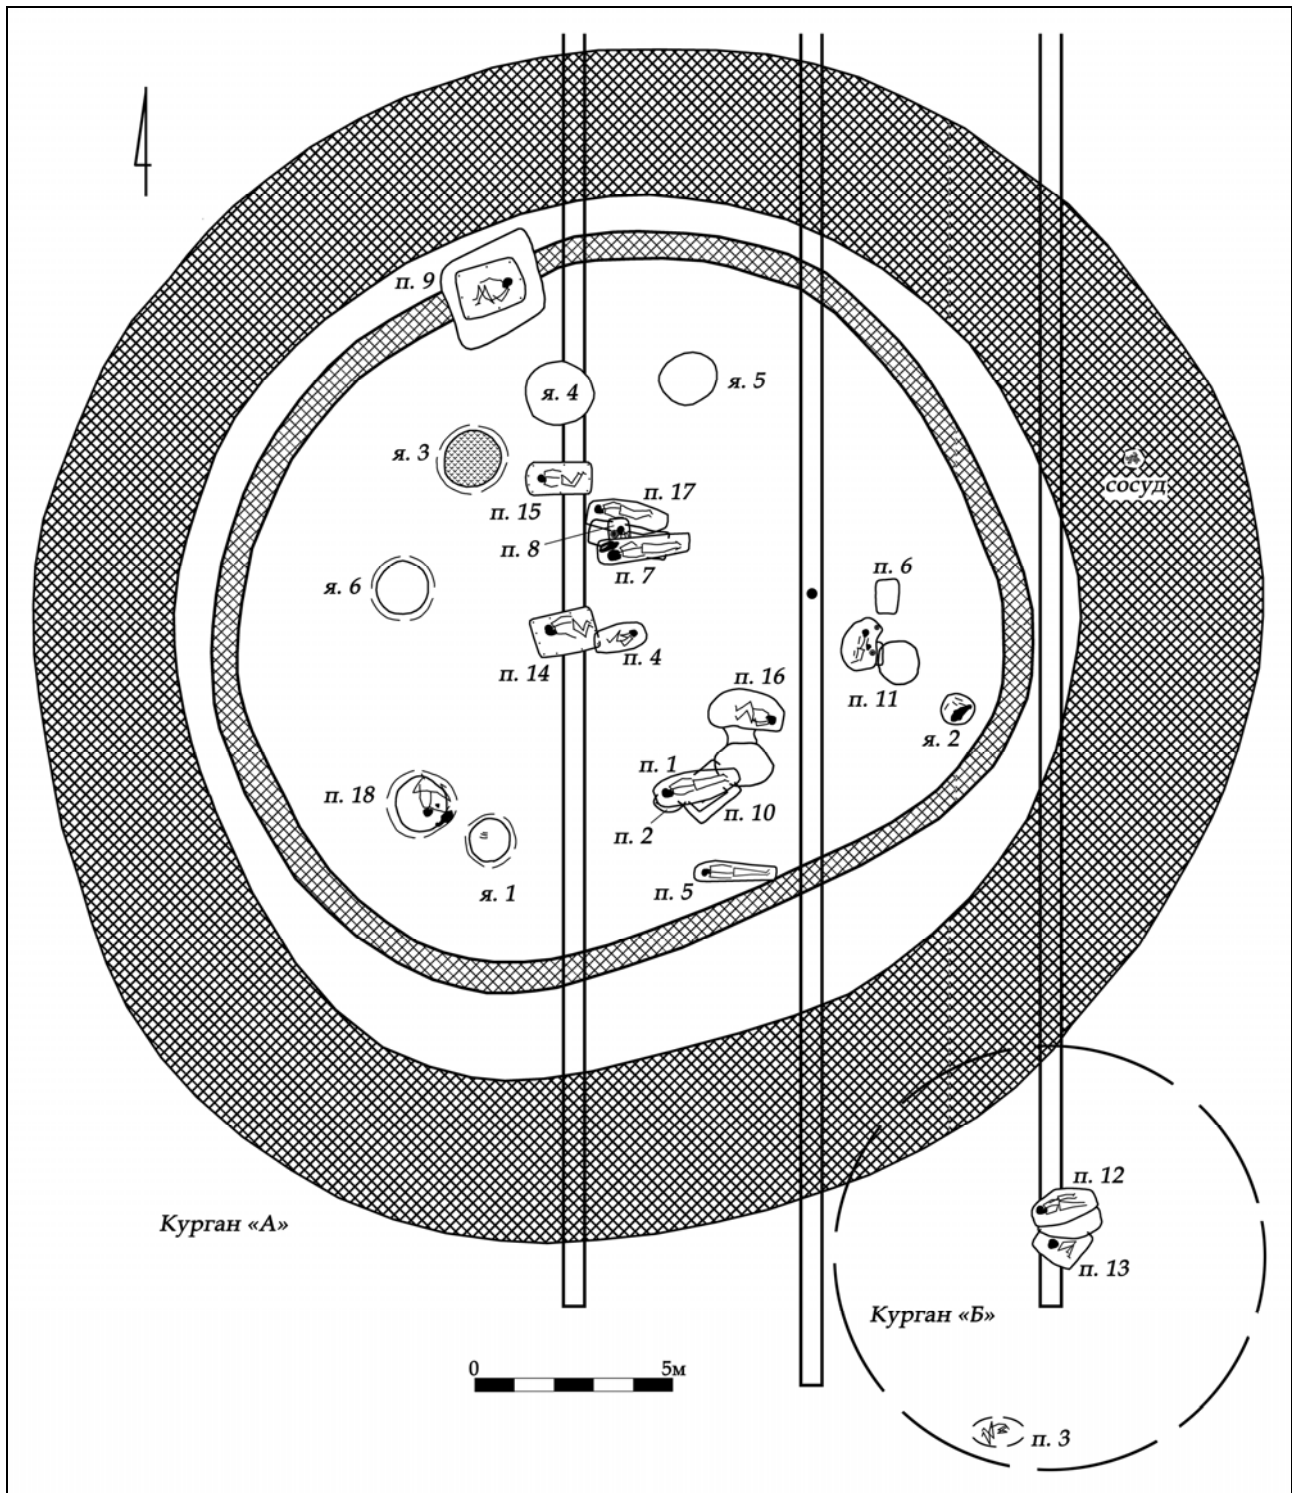 п. 9
я. 4
я. 5
я. 3
п. 15
п. 17
п. 8
п. 7
сосуд
я. 6
п. 6
п. 14
п. 4
п. 16
п. 11
я. 2
п. 1
п. 18
п. 2
п. 10
я. 1
п. 5
п. 12
Курган «А»
п. 13
Курган «Б»
0 5м
п. 3